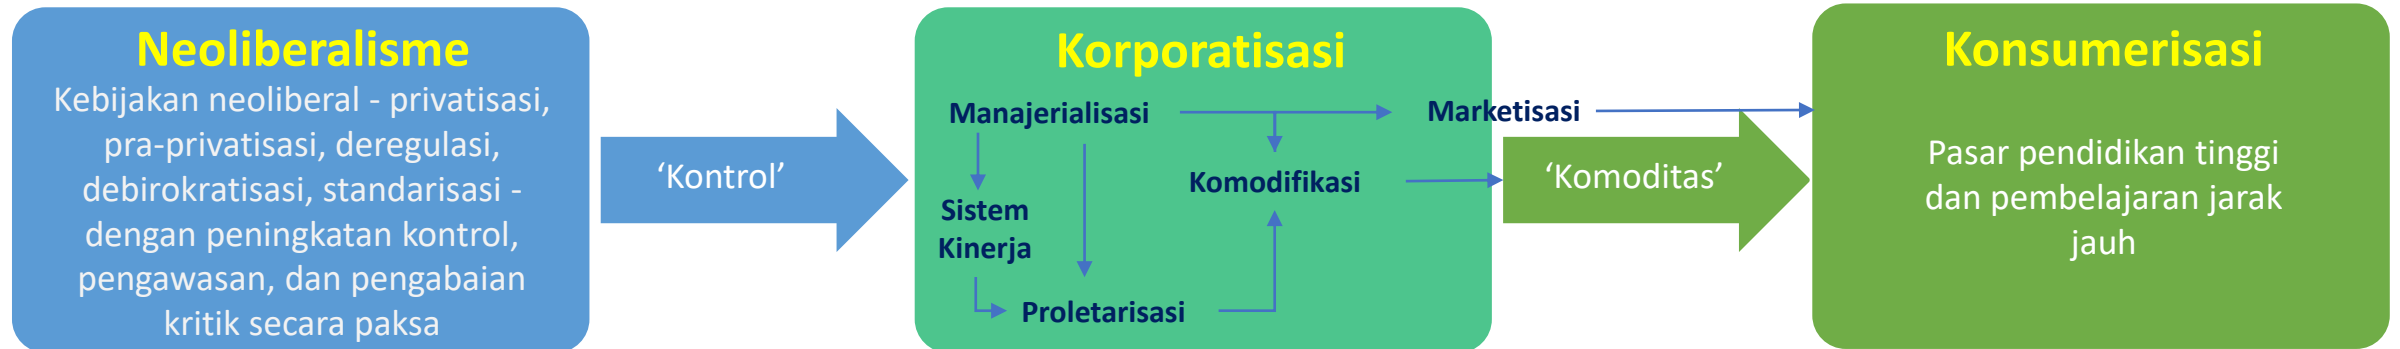 Neoliberalisme
Kebijakan neoliberal - privatisasi,
pra-privatisasi, deregulasi,
debirokratisasi, standarisasi -
dengan peningkatan kontrol,
pengawasan, dan pengabaian
kritik secara paksa
‘Kontrol’
Korporatisasi
Manajerialisasi
Marketisasi
Komodifikasi
Sistem
Kinerja
Proletarisasi
‘Komoditas’
Konsumerisasi
Pasar pendidikan tinggi
dan pembelajaran jarak
jauh